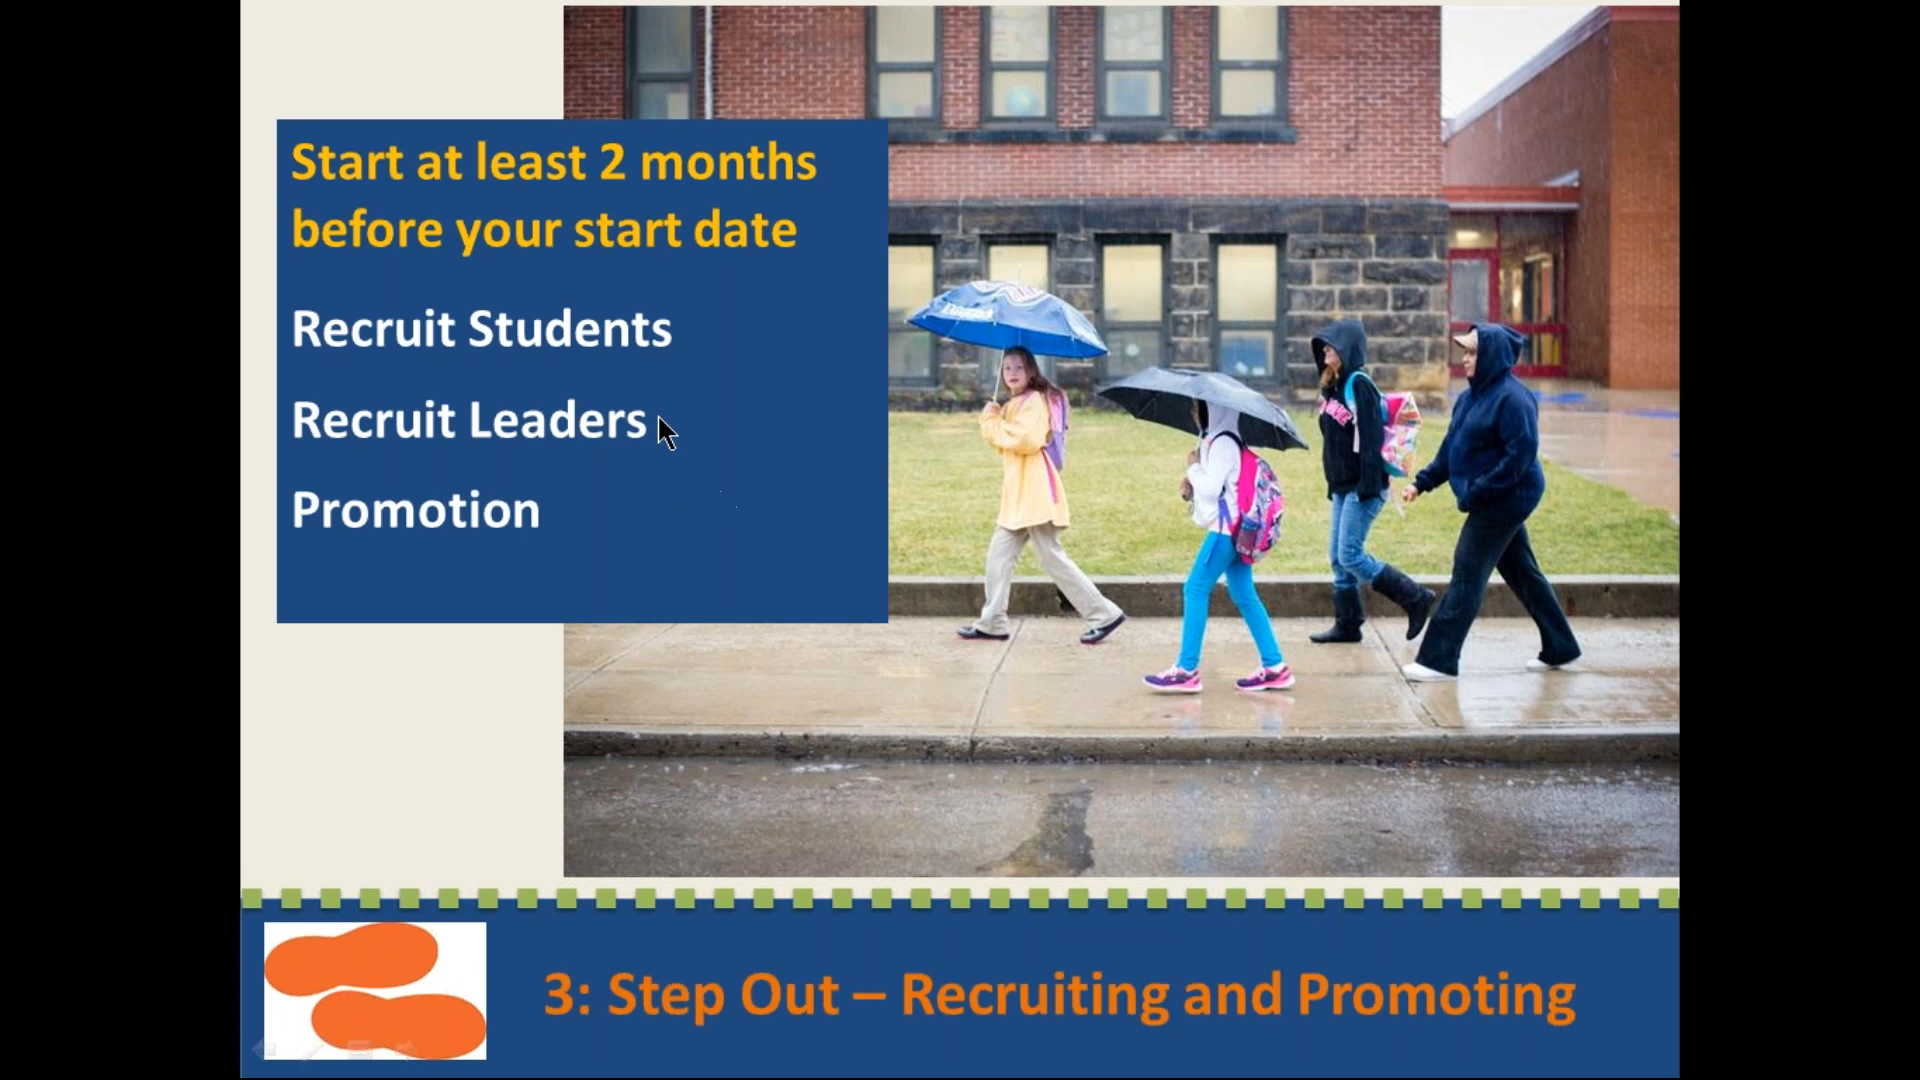 Start at least 2 months
before your start date
Recruit Students
Recruit Leaders
Promotion
3: Step Out – Recruiting and Promoting